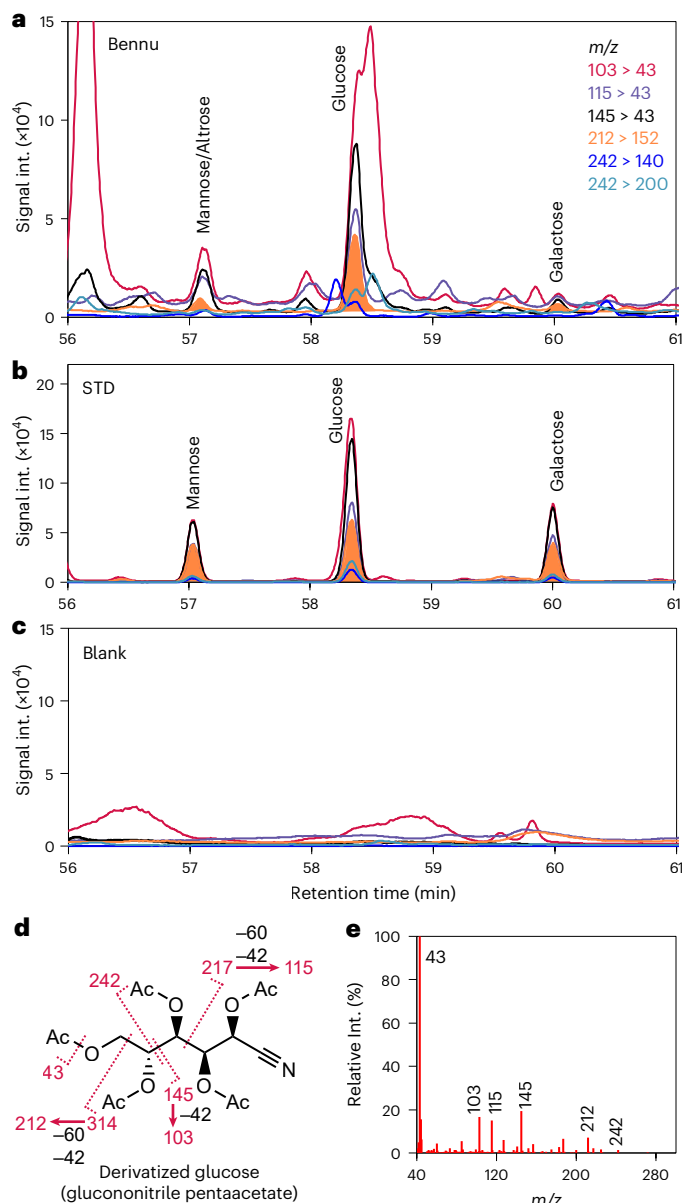 a
Bennu
Signal int. (×10⁴)
15
10
5
0
Mannose/Altrose
Glucose
Galactose
m/z
103 > 43
115 > 43
145 > 43
212 > 152
242 > 140
242 > 200
56 57 58 59 60 61
b
STD
Signal int. (×10⁴)
20
15
10
5
0
Mannose
Glucose
Galactose
56 57 58 59 60 61
c
Blank
Signal int. (×10⁴)
15
10
5
0
56 57 58 59 60 61
Retention time (min)
d
–60
–42
217 115
242
Ac Ac Ac
O O
Ac O
43
N
O O
145
Ac Ac
–42
212 314
103
–60
–42
Derivatized glucose
(glucononitrile pentaacetate)
e
Relative Int. (%)
100
80
60
40
20
0
43
103
115
145
212
242
40 120 200 280
m/z